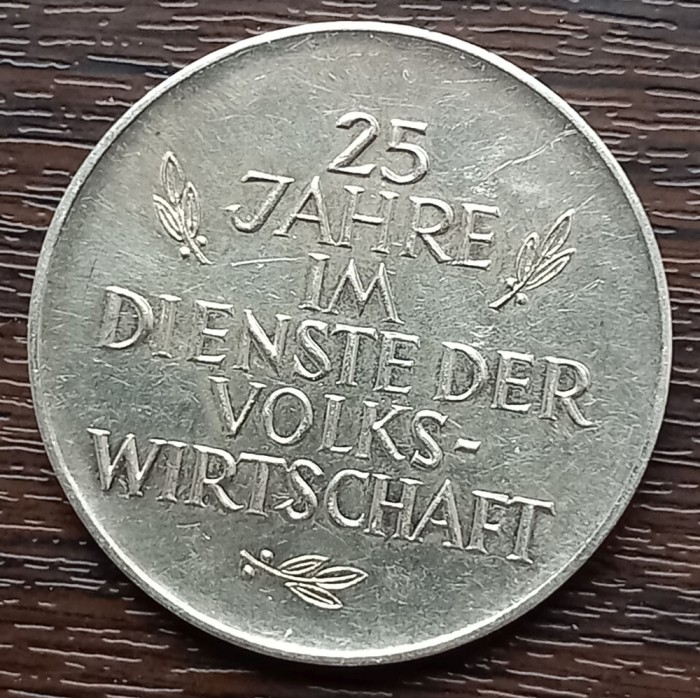 25
JAHRE
IM
DIENSTE DER
VOLKS-
WIRTSCHAFT